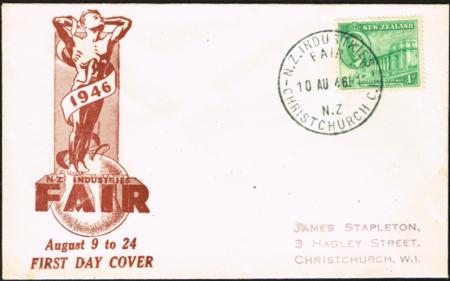 1946
N.Z. INDUSTRIES
FAIR
August 9 to 24
FIRST DAY COVER
N.Z. INDUSTRIES
FAIR
10 AU 46
N.Z
CHRISTCHURCH C.
NEW ZEALAND
1D
JAMES STAPLETON,
3 HAGLEY STREET,
CHRISTCHURCH, W.1.